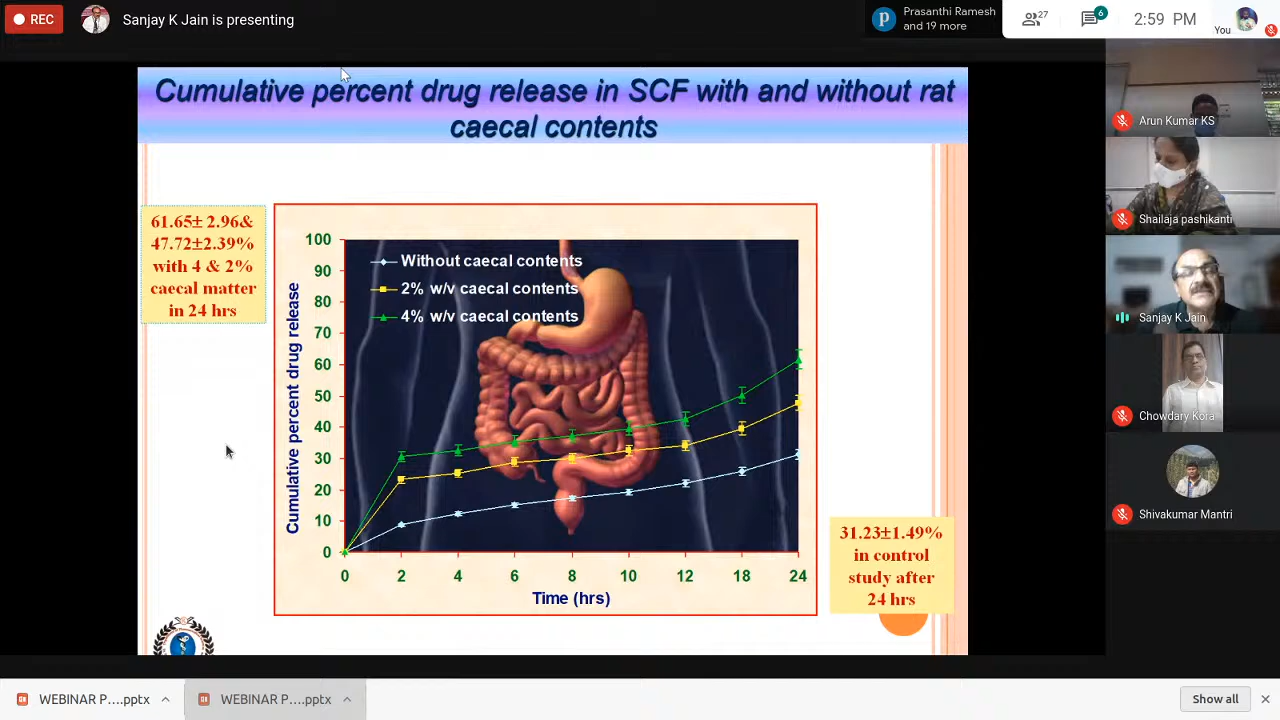 REC
Sanjay K Jain is presenting
p
Prasanthi Ramesh
and 19 more
27
6
2:59 PM
You
Cumulative percent drug release in SCF with and without rat
caecal contents
61.65± 2.96&
47.72±2.39%
with 4 & 2%
caecal matter
in 24 hrs
Cumulative percent drug release
100
90
80
70
60
50
40
30
20
10
0
Without caecal contents
2% w/v caecal contents
4% w/v caecal contents
0 2 4 6 8 10 12 18 24
Time (hrs)
31.23±1.49%
in control
study after
24 hrs
Arun Kumar KS
Shailaja pashikanti
Sanjay K Jain
Chowdary Kora
Shivakumar Mantri
WEBINAR P....pptx
WEBINAR P....pptx
Show all